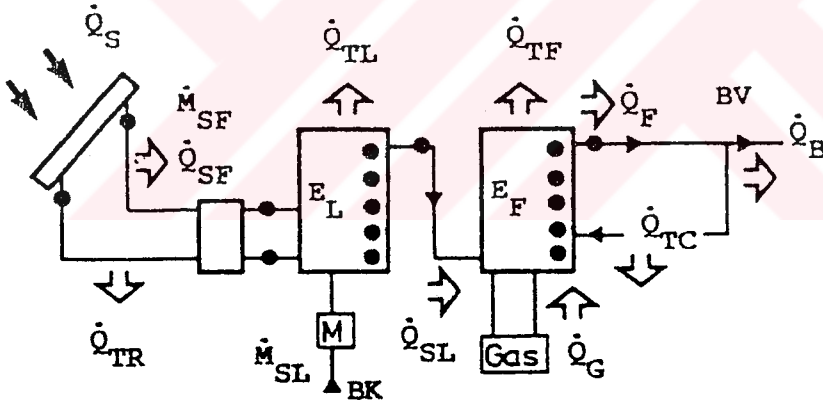 Q̇S
Q̇TL
Q̇TF
ṀSF
Q̇F
BV
Q̇B
Q̇SF
EL
EF
Q̇TC
Q̇TR
M
ṀSL
Q̇SL
Gas
Q̇G
BK